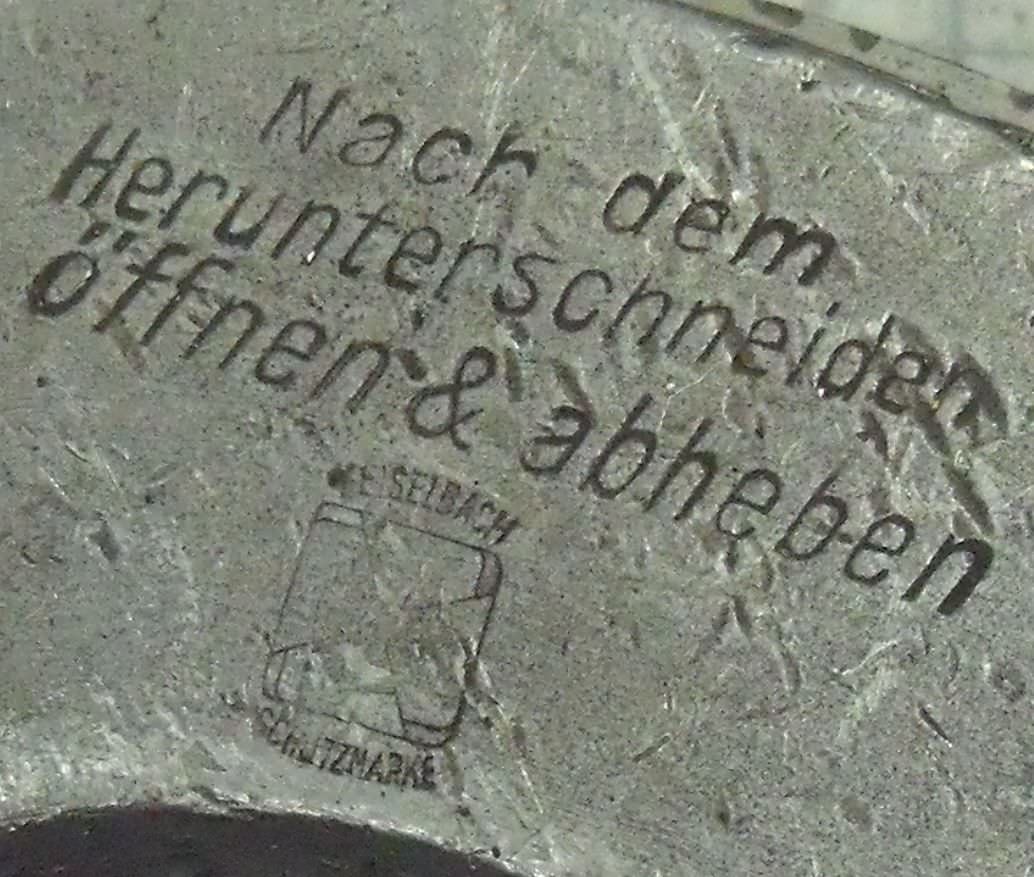 Nach dem
Herunterschneiden
öffnen & abheben
SCHUTZMARKE